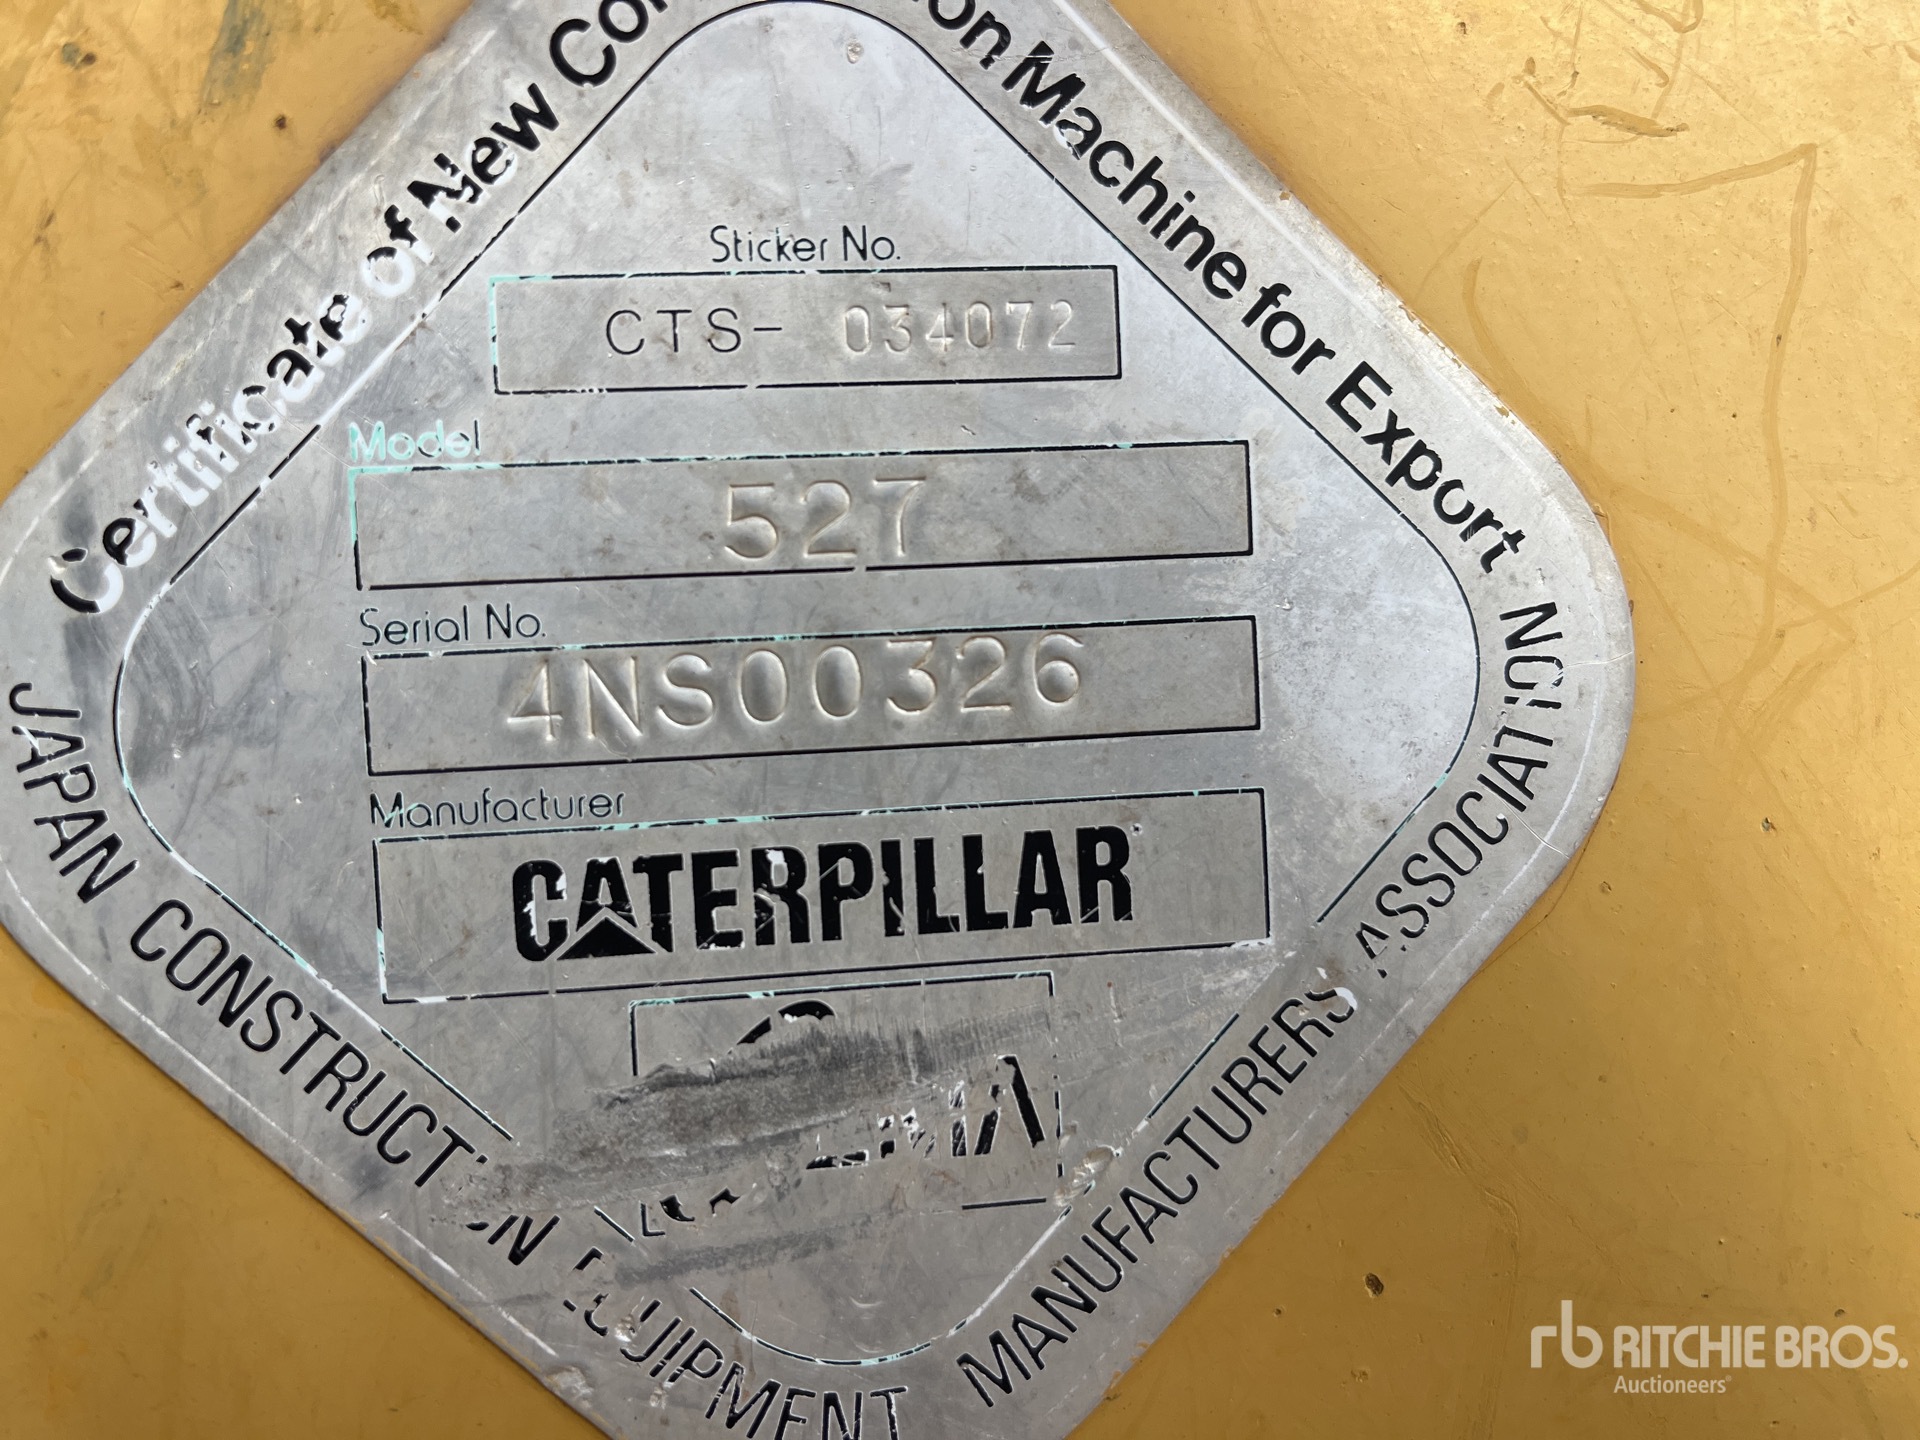 Certificate of New Machine for Export
Sticker No.
CTS- 034072
Model
527
Serial No.
4NS00326
Manufacturer
CATERPILLAR
JAPAN CONSTRUCTION EQUIPMENT MANUFACTURERS ASSOCIATION
rb RITCHIE BROS.
Auctioneers